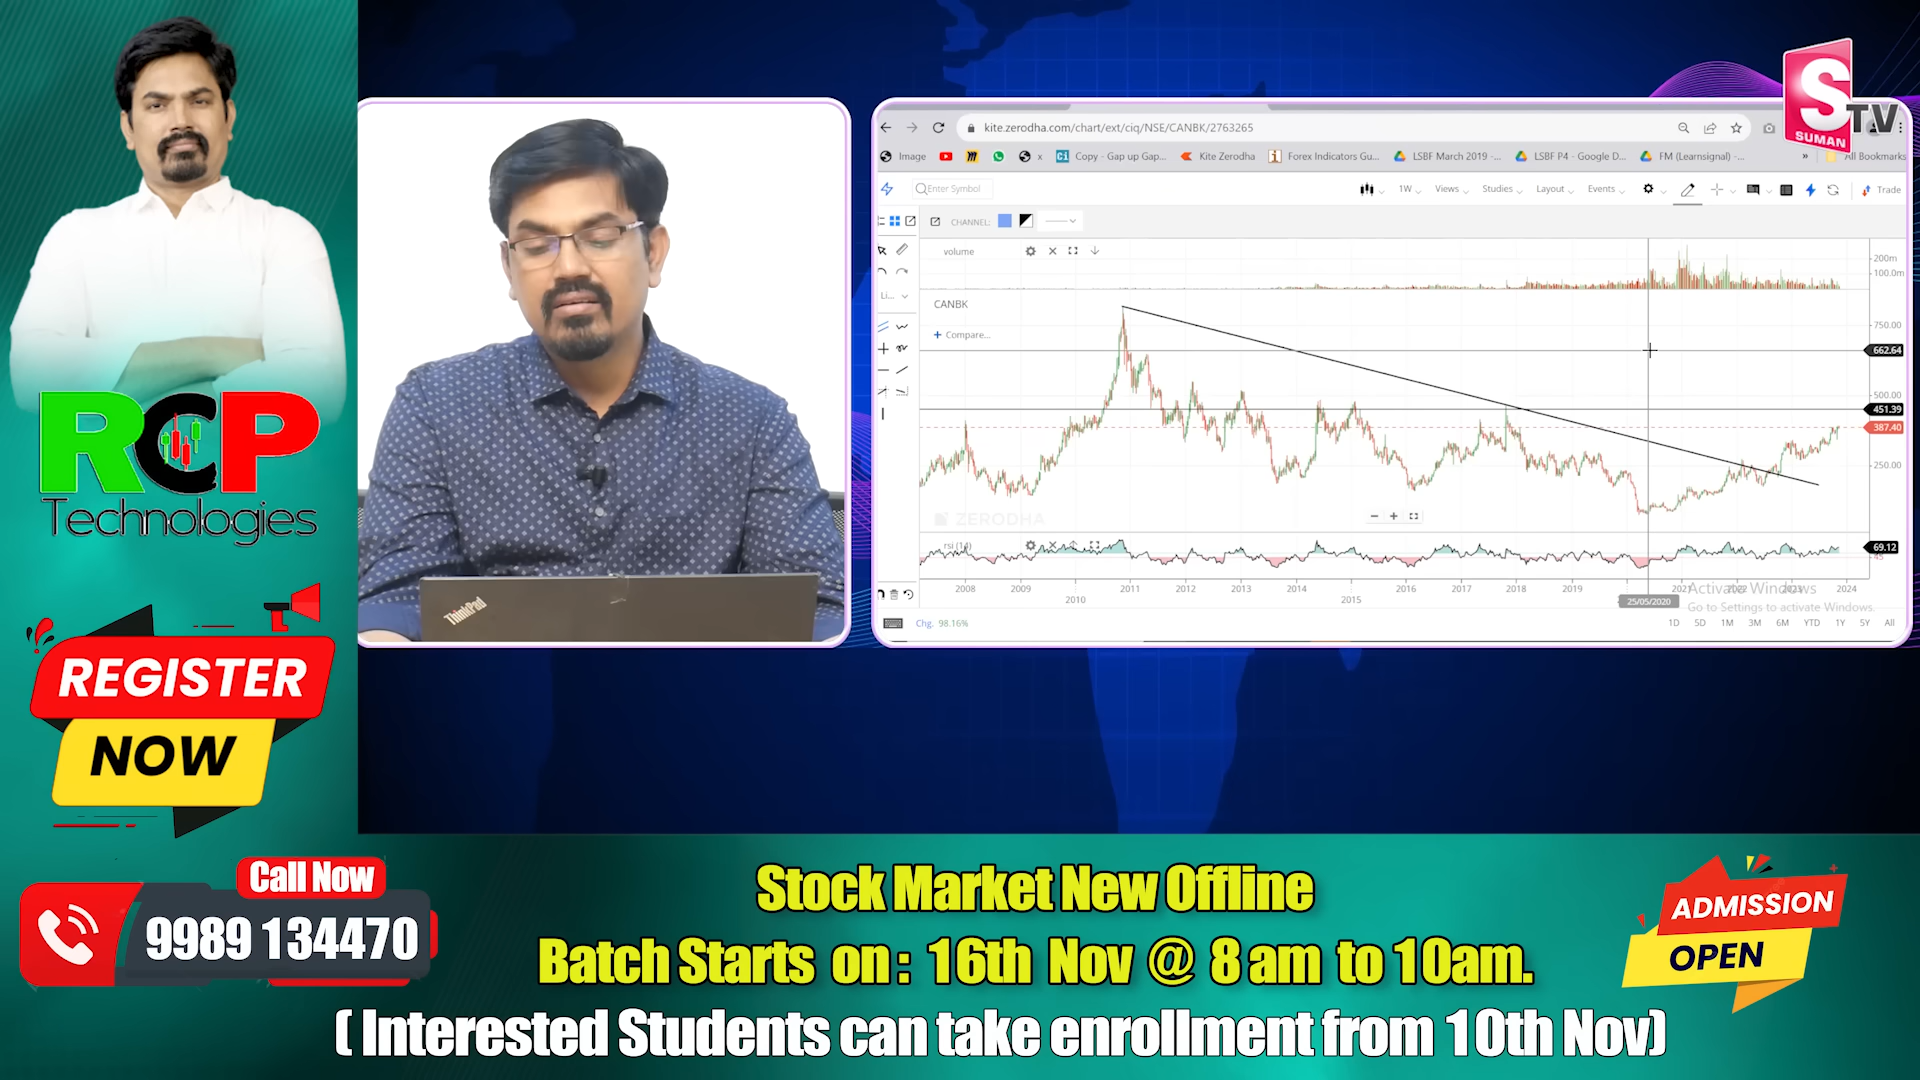 S
TV
SUMAN
RCP
Technologies
REGISTER
NOW
ThinkPad
kite.zerodha.com/chart/ext/ciq/NSE/CANBK/2763265
Image
x
Copy - Gap up Gap...
Kite Zerodha
Forex Indicators Gu...
LSBF March 2019 -...
LSBF P4 - Google D...
FM (Learnsignal) -...
»
All Bookmarks
Enter Symbol
1W
Views
Studies
Layout
Events
Trade
CHANNEL:
volume
200m
100.0m
Li...
CANBK
+ Compare...
750.00
662.64
500.00
451.39
387.40
250.00
ZERODHA
rsi (14)
69.12
2008 2009 2010 2011 2012 2013 2014 2015 2016 2017 2018 2019 2021 2022 2023 2024
25/05/2020
Activate Windows
Go to Settings to activate Windows.
Chg. 98.16%
1D 5D 1M 3M 6M YTD 1Y 5Y All
Call Now
9989 134470
Stock Market New Offline
Batch Starts on : 16th Nov @ 8 am to 10am.
( Interested Students can take enrollment from 10th Nov)
ADMISSION
OPEN